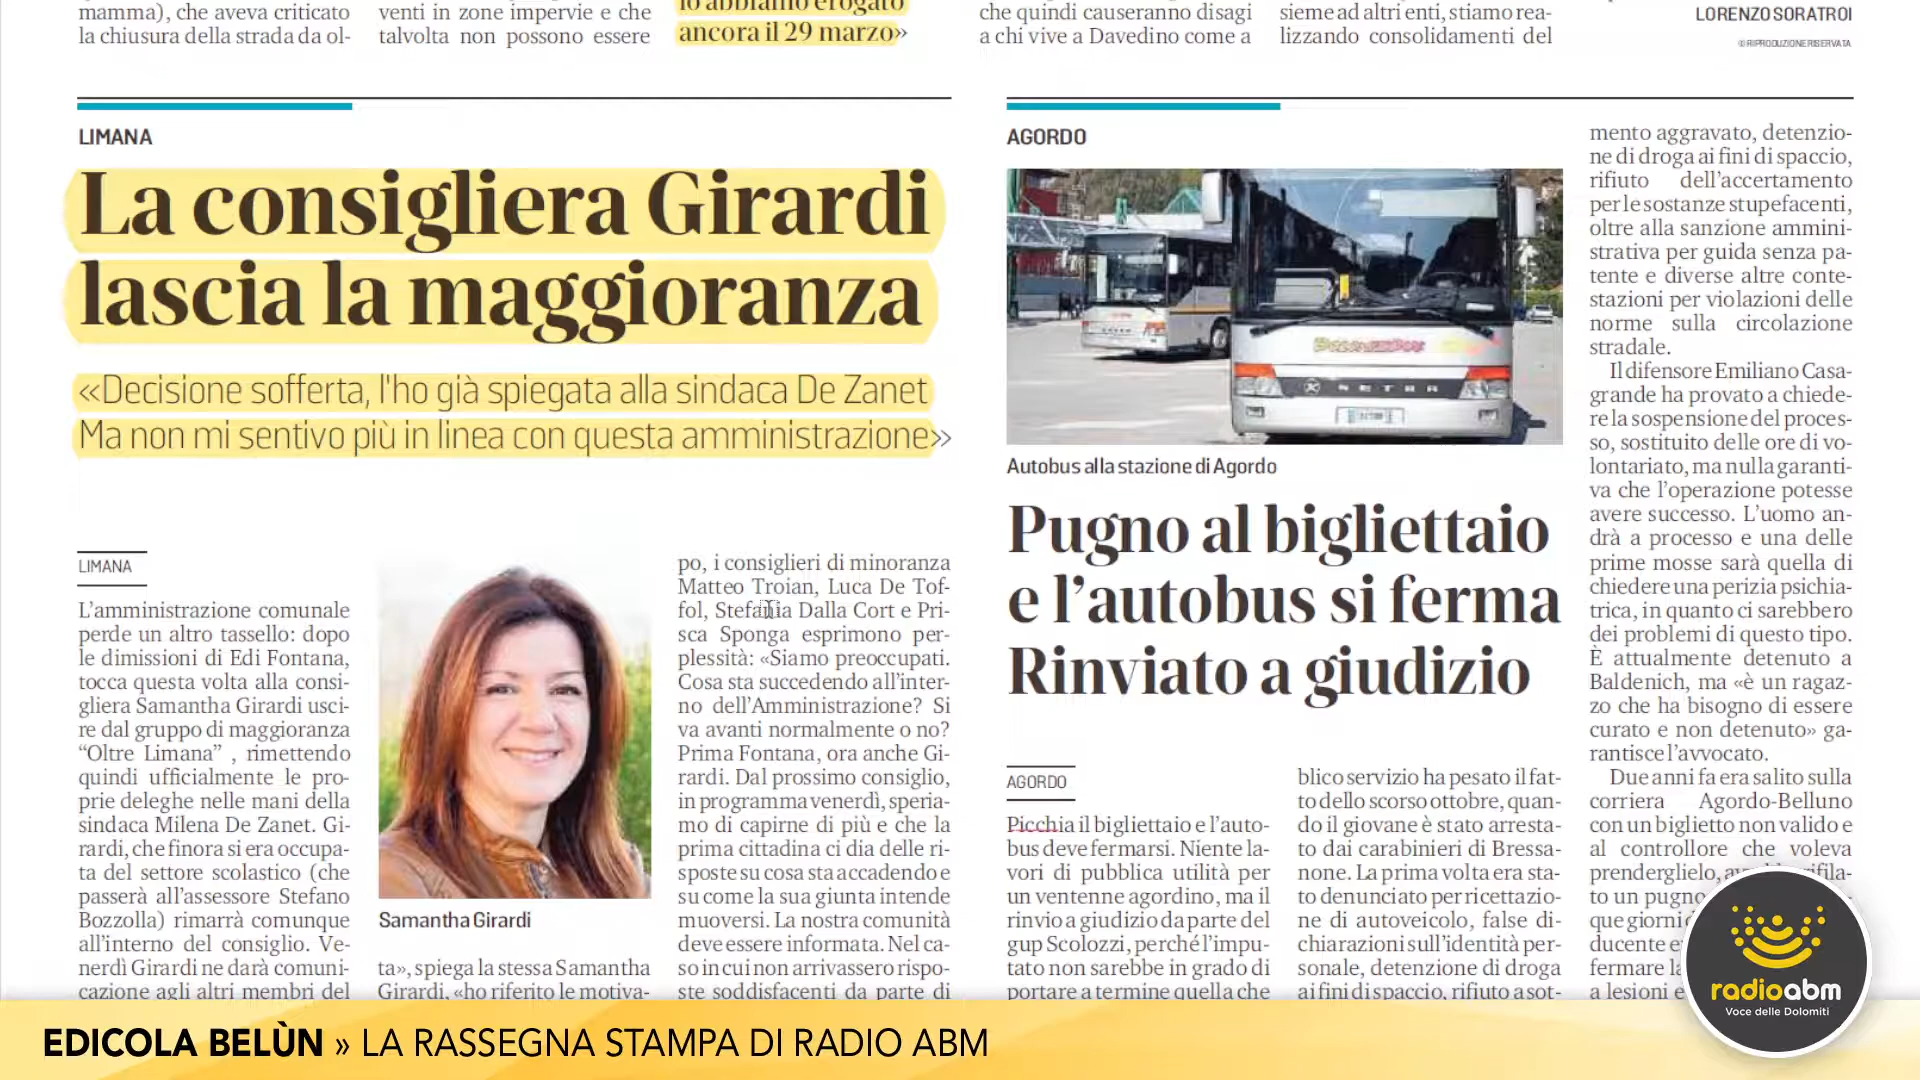 mamma), che aveva criticato
la chiusura della strada da ol-
venti in zone impervie e che
talvolta non possono essere
lo abbiamo erogato
ancora il 29 marzo»
che quindi causeranno disagi
a chi vive a Davedino come a
sieme ad altri enti, stiamo rea-
lizzando consolidamenti del
LORENZO SORATROI
© RIPRODUZIONE RISERVATA
LIMANA
La consigliera Girardi
lascia la maggioranza
«Decisione sofferta, l'ho già spiegata alla sindaca De Zanet
Ma non mi sentivo più in linea con questa amministrazione»
LIMANA
L'amministrazione comunale
perde un altro tassello: dopo
le dimissioni di Edi Fontana,
tocca questa volta alla consi-
gliera Samantha Girardi usci-
re dal gruppo di maggioranza
“Oltre Limana” , rimettendo
quindi ufficialmente le pro-
prie deleghe nelle mani della
sindaca Milena De Zanet. Gi-
rardi, che finora si era occupa-
ta del settore scolastico (che
passerà all'assessore Stefano
Bozzolla) rimarrà comunque
all'interno del consiglio. Ve-
nerdì Girardi ne darà comuni-
cazione agli altri membri del
Samantha Girardi
ta», spiega la stessa Samantha
Girardi, «ho riferito le motiva-
po, i consiglieri di minoranza
Matteo Troian, Luca De Tof-
fol, Stefania Dalla Cort e Pri-
sca Sponga esprimono per-
plessità: «Siamo preoccupati.
Cosa sta succedendo all'inter-
no dell'Amministrazione? Si
va avanti normalmente o no?
Prima Fontana, ora anche Gi-
rardi. Dal prossimo consiglio,
in programma venerdì, speria-
mo di capirne di più e che la
prima cittadina ci dia delle ri-
sposte su cosa sta accadendo e
su come la sua giunta intende
muoversi. La nostra comunità
deve essere informata. Nel ca-
so in cui non arrivassero rispo-
ste soddisfacenti da parte di
AGORDO
SETRA
Autobus alla stazione di Agordo
Pugno al bigliettaio
e l'autobus si ferma
Rinviato a giudizio
AGORDO
Picchia il bigliettaio e l'auto-
bus deve fermarsi. Niente la-
vori di pubblica utilità per
un ventenne agordino, ma il
rinvio a giudizio da parte del
gup Scolozzi, perché l'impu-
tato non sarebbe in grado di
portare a termine quella che
blico servizio ha pesato il fat-
to dello scorso ottobre, quan-
do il giovane è stato arresta-
to dai carabinieri di Bressa-
none. La prima volta era sta-
to denunciato per ricettazio-
ne di autoveicolo, false di-
chiarazioni sull'identità per-
sonale, detenzione di droga
ai fini di spaccio, rifiuto a sot-
mento aggravato, detenzio-
ne di droga ai fini di spaccio,
rifiuto dell'accertamento
per le sostanze stupefacenti,
oltre alla sanzione ammini-
strativa per guida senza pa-
tente e diverse altre conte-
stazioni per violazioni delle
norme sulla circolazione
stradale.
Il difensore Emiliano Casa-
grande ha provato a chiede-
re la sospensione del proces-
so, sostituito delle ore di vo-
lontariato, ma nulla garanti-
va che l'operazione potesse
avere successo. L'uomo an-
drà a processo e una delle
prime mosse sarà quella di
chiedere una perizia psichia-
trica, in quanto ci sarebbero
dei problemi di questo tipo.
È attualmente detenuto a
Baldenich, ma «è un ragaz-
zo che ha bisogno di essere
curato e non detenuto» ga-
rantisce l'avvocato.
Due anni fa era salito sulla
corriera Agordo-Belluno
con un biglietto non valido e
al controllore che voleva
prenderglielo,
to un pugno
que giorni
ducente
fermare
a lesioni e
radioabm
Voce delle Dolomiti
EDICOLA BELÙN » LA RASSEGNA STAMPA DI RADIO ABM